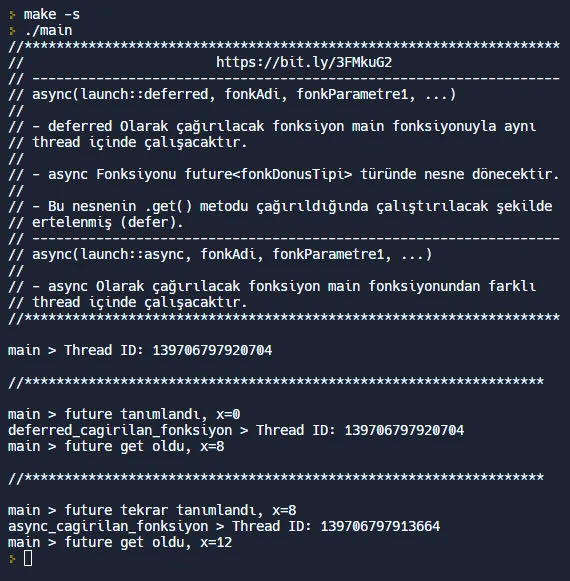 > make -s
> ./main
//*******************************************************************
//                        https://bit.ly/3FMkuG2
// ------------------------------------------------------------------
// async(launch::deferred, fonkAdi, fonkParametre1, ...)
//
// - deferred Olarak çağırılacak fonksiyon main fonksiyonuyla aynı
// thread içinde çalışacaktır.
//
// - async Fonksiyonu future<fonkDonusTipi> türünde nesne dönecektir.
//
// - Bu nesnenin .get() metodu çağırıldığında çalıştırılacak şekilde
// ertelenmiş (defer).
// ------------------------------------------------------------------
// async(launch::async, fonkAdi, fonkParametre1, ...)
//
// - async Olarak çağırılacak fonksiyon main fonksiyonundan farklı
// thread içinde çalışacaktır.
//*******************************************************************
main > Thread ID: 139706797920704
//*****************************************************************
main > future tanımlandı, x=0
deferred_cagirilan_fonksiyon > Thread ID: 139706797920704
main > future get oldu, x=8
//*****************************************************************
main > future tekrar tanımlandı, x=8
async_cagirilan_fonksiyon > Thread ID: 139706797913664
main > future get oldu, x=12
>